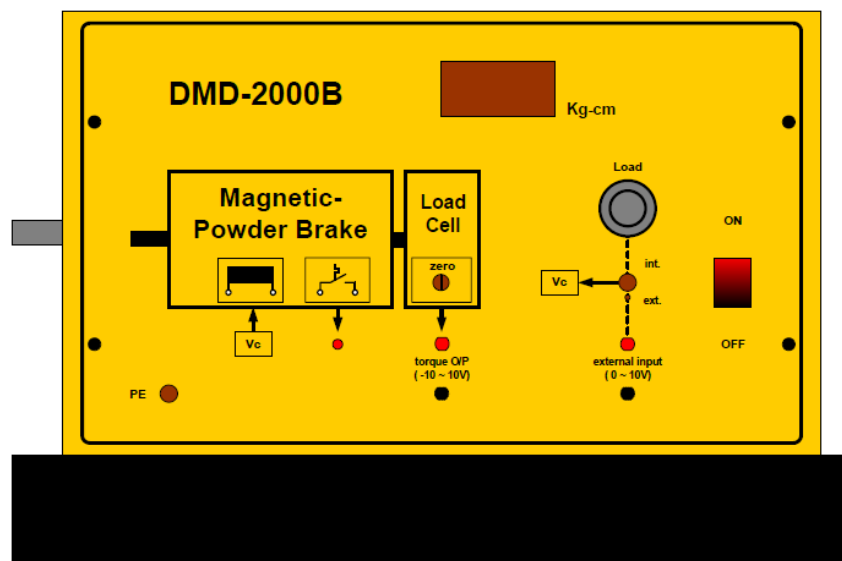 DMD-2000B
Kg-cm
Load
Magnetic-
Powder Brake
Load
Cell
ON
zero
int.
Vc
ext.
Vc
OFF
torque O/P
( -10 ~ 10V)
external input
( 0 ~ 10V)
PE